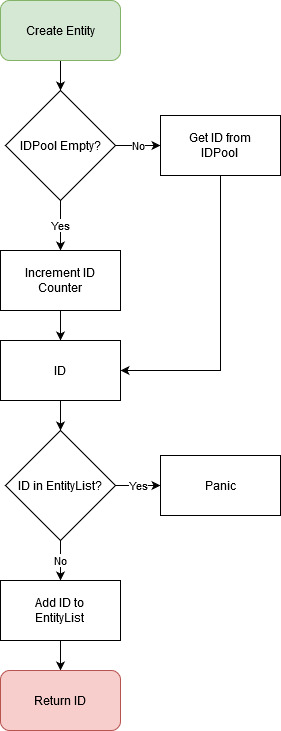 Create Entity
IDPool Empty?
No
Get ID from
IDPool
Yes
Increment ID
Counter
ID
ID in EntityList?
Yes
Panic
No
Add ID to
EntityList
Return ID